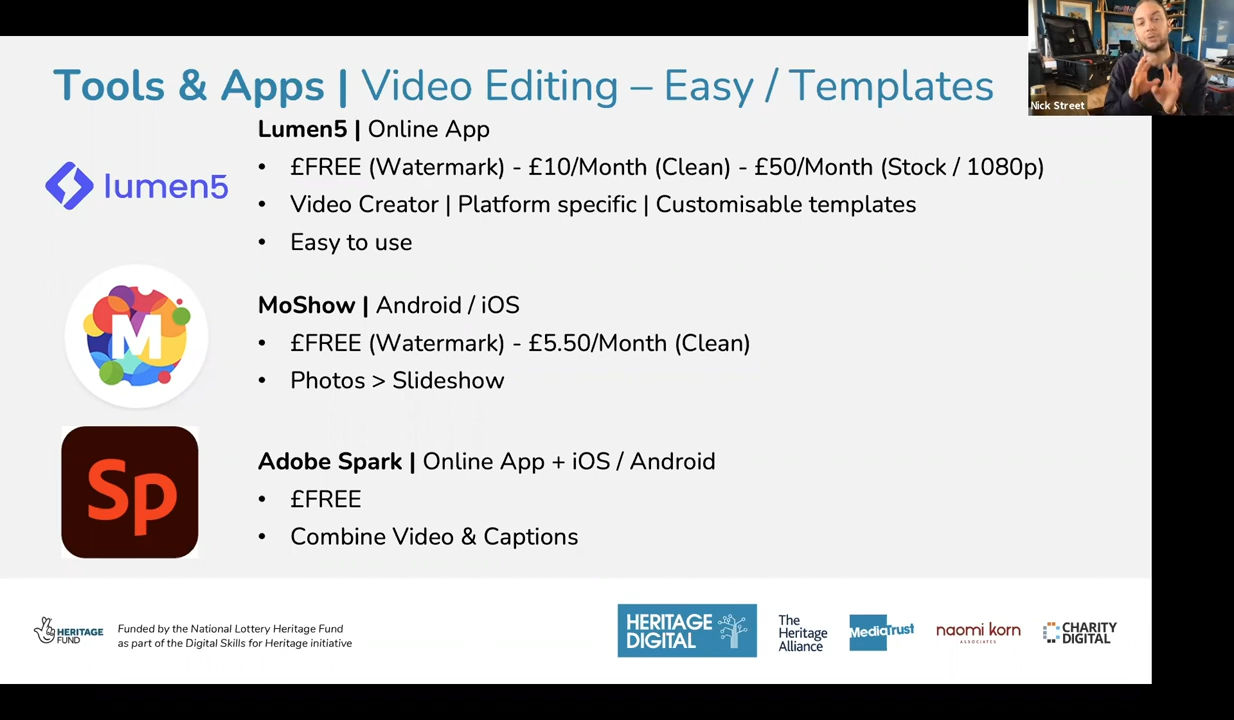 Tools & Apps | Video Editing – Easy / Templates
Nick Street
lumen5
Lumen5 | Online App
• £FREE (Watermark) - £10/Month (Clean) - £50/Month (Stock / 1080p)
• Video Creator | Platform specific | Customisable templates
• Easy to use
M
MoShow | Android / iOS
• £FREE (Watermark) - £5.50/Month (Clean)
• Photos > Slideshow
Sp
Adobe Spark | Online App + iOS / Android
• £FREE
• Combine Video & Captions
HERITAGE
FUND
Funded by the National Lottery Heritage Fund
as part of the Digital Skills for Heritage initiative
HERITAGE
DIGITAL
The
Heritage
Alliance
MediaTrust
naomi korn
ASSOCIATES
CHARITY
DIGITAL